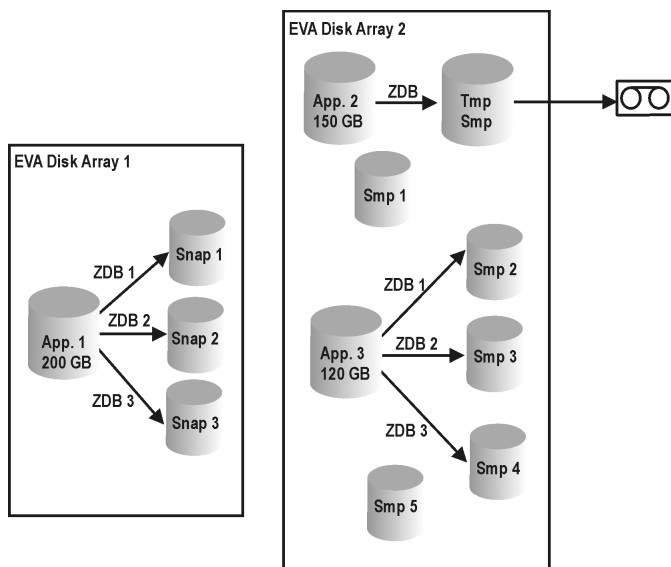 EVA Disk Array 2
App. 2
150 GB
ZDB
Tmp
Smp
Smp 1
ZDB 1
Smp 2
App. 3
120 GB
ZDB 2
Smp 3
ZDB 3
Smp 4
Smp 5
EVA Disk Array 1
Snap 1
ZDB 1
App. 1
200 GB
ZDB 2
Snap 2
ZDB 3
Snap 3